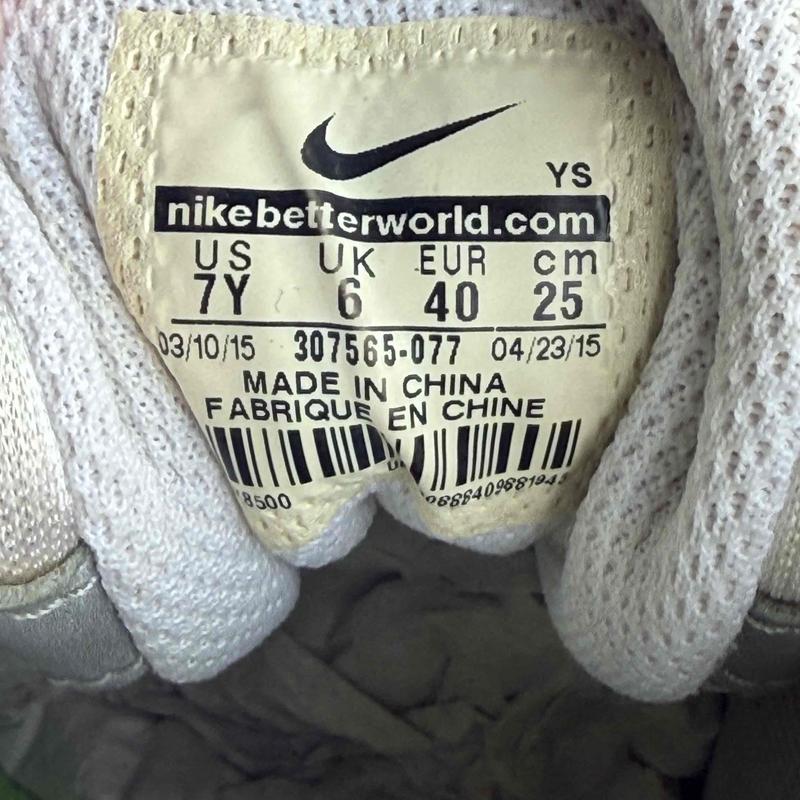 YS
nikebetterworld.com
US UK EUR cm
7Y 6 40 25
03/10/15 307565-077 04/23/15
MADE IN CHINA
FABRIQUE EN CHINE
8500